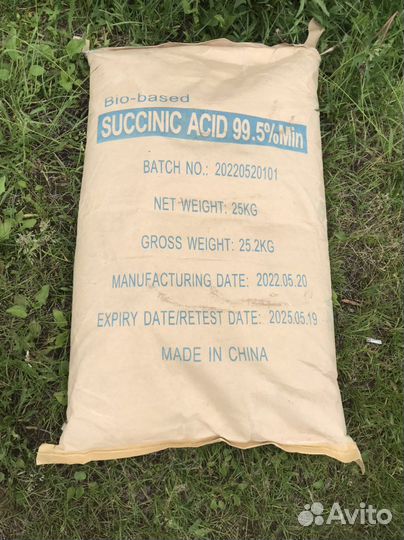 Bio-based
SUCCINIC ACID 99.5%Min
BATCH NO.: 20220520101
NET WEIGHT: 25KG
GROSS WEIGHT: 25.2KG
MANUFACTURING DATE: 2022.05.20
EXPIRY DATE/RETEST DATE: 2025.05.19
MADE IN CHINA
Avito